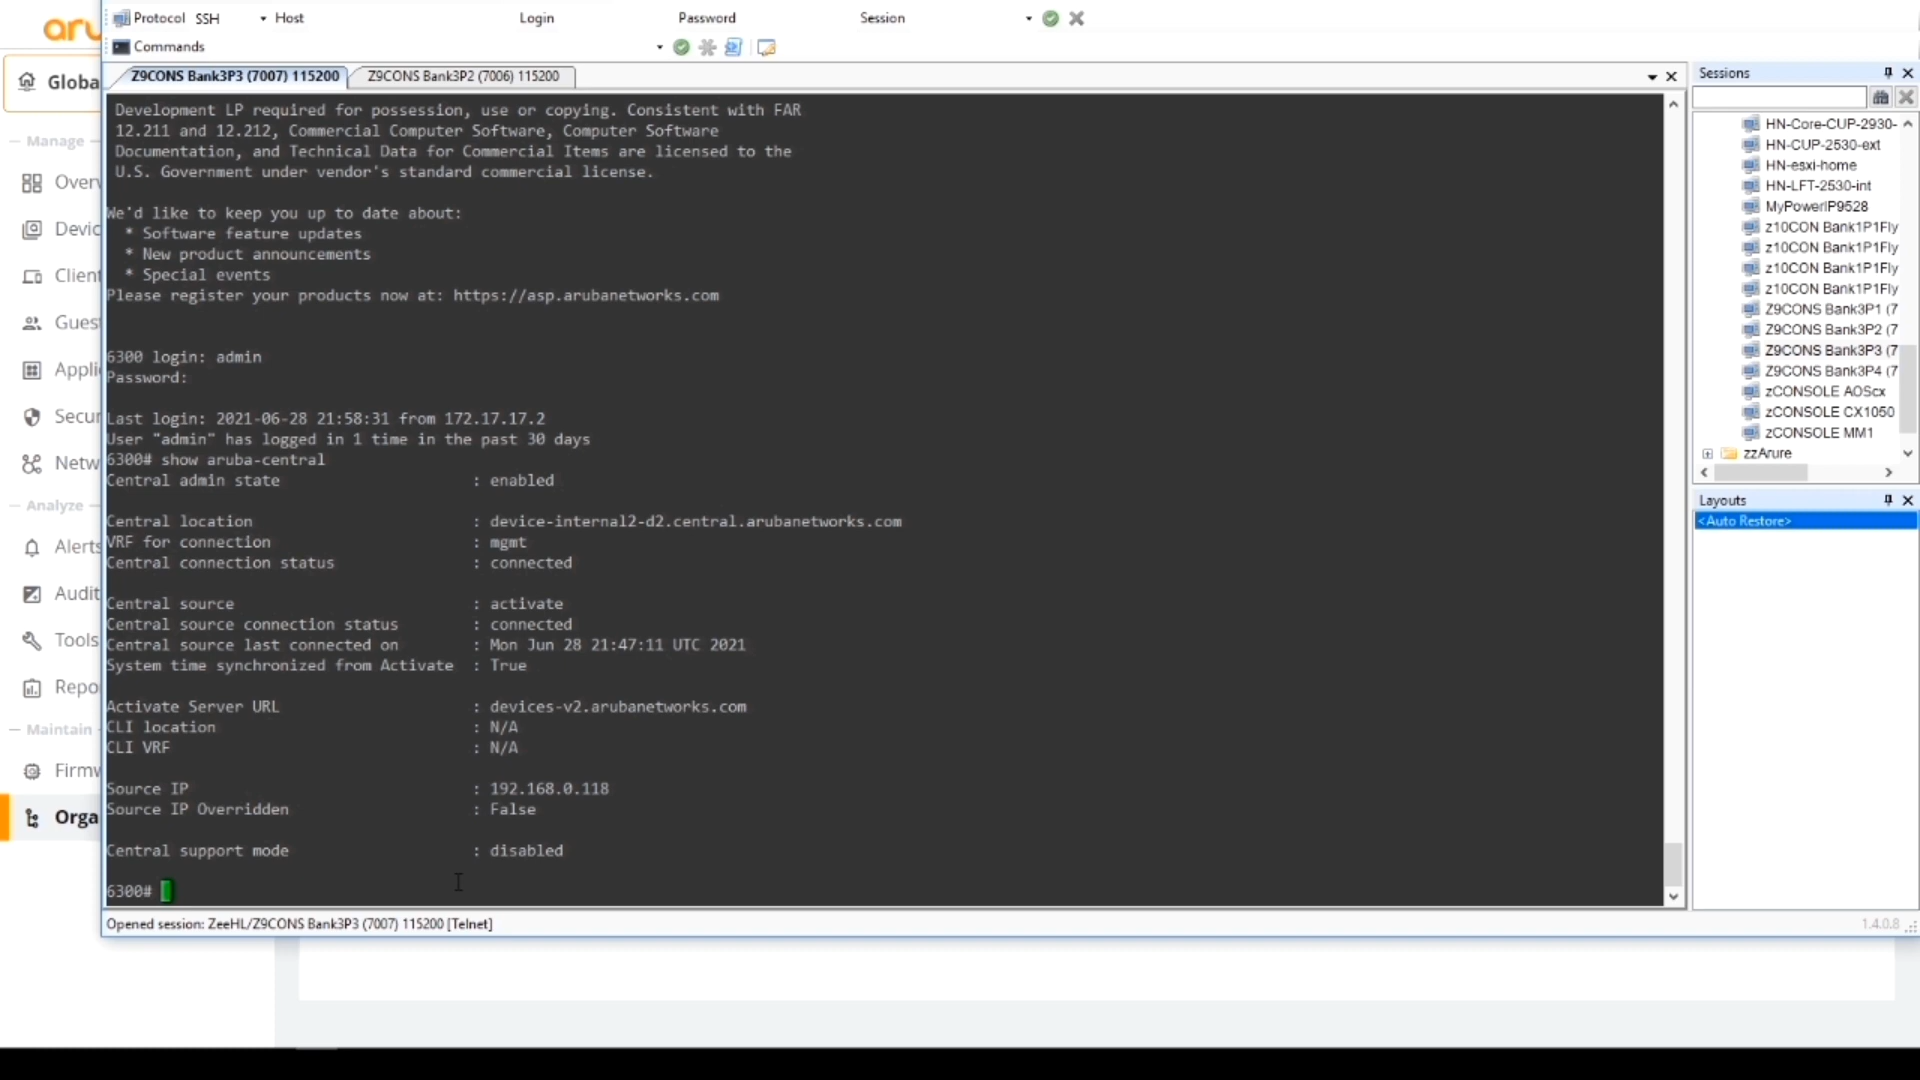 Protocol SSH Host Login Password Session
Commands
Z9CONS Bank3P3 (7007) 115200 Z9CONS Bank3P2 (7006) 115200
aru
Globa
Manage
Overv
Devic
Client
Guest
Appli
Secur
Netw
Analyze
Alerts
Audit
Tools
Repo
Maintain
Firmw
Orga
Development LP required for possession, use or copying. Consistent with FAR
12.211 and 12.212, Commercial Computer Software, Computer Software
Documentation, and Technical Data for Commercial Items are licensed to the
U.S. Government under vendor's standard commercial license.
We'd like to keep you up to date about:
* Software feature updates
* New product announcements
* Special events
Please register your products now at: https://asp.arubanetworks.com
6300 login: admin
Password:
Last login: 2021-06-28 21:58:31 from 172.17.17.2
User "admin" has logged in 1 time in the past 30 days
6300# show aruba-central
Central admin state : enabled
Central location : device-internal2-d2.central.arubanetworks.com
VRF for connection : mgmt
Central connection status : connected
Central source : activate
Central source connection status : connected
Central source last connected on : Mon Jun 28 21:47:11 UTC 2021
System time synchronized from Activate : True
Activate Server URL : devices-v2.arubanetworks.com
CLI location : N/A
CLI VRF : N/A
Source IP : 192.168.0.118
Source IP Overridden : False
Central support mode : disabled
6300#
Opened session: ZeeHL/Z9CONS Bank3P3 (7007) 115200 [Telnet]
1.4.0.8
Sessions
HN-Core-CUP-2930-
HN-CUP-2530-ext
HN-esxi-home
HN-LFT-2530-int
MyPowerIP9528
z10CON Bank1P1Fly
z10CON Bank1P1Fly
z10CON Bank1P1Fly
z10CON Bank1P1Fly
Z9CONS Bank3P1 (7
Z9CONS Bank3P2 (7
Z9CONS Bank3P3 (7
Z9CONS Bank3P4 (7
zCONSOLE AOScx
zCONSOLE CX1050
zCONSOLE MM1
zzArure
Layouts
<Auto Restore>